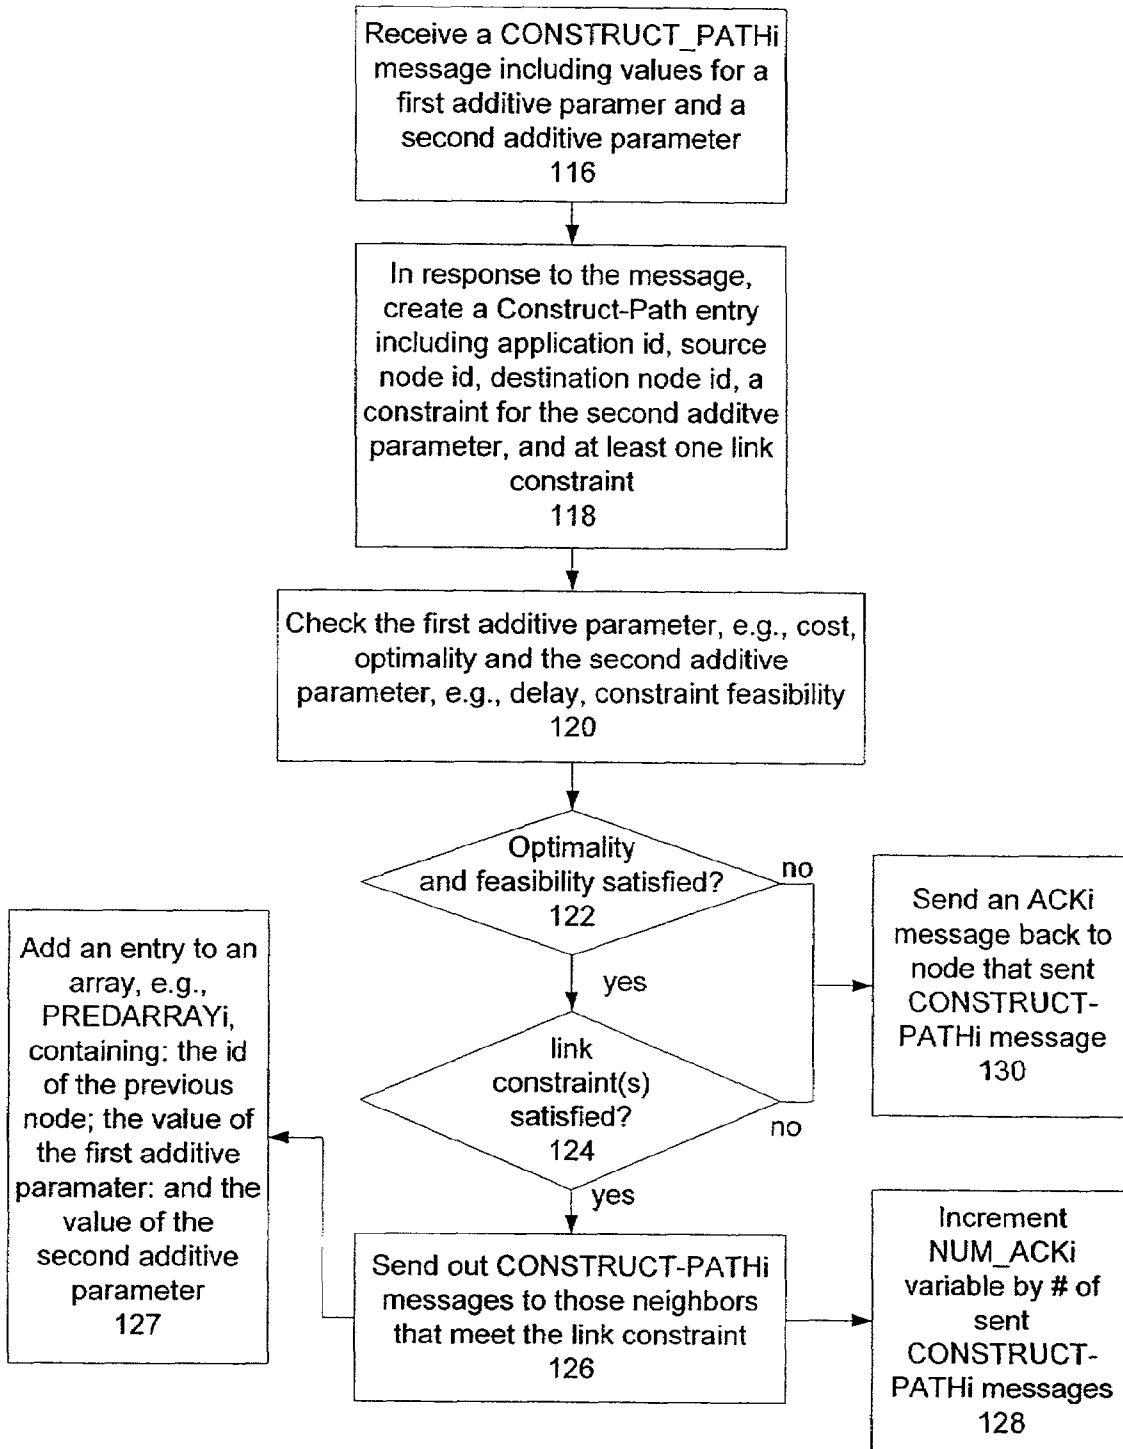 Receive a CONSTRUCT_PATHi
message including values for a
first additive paramer and a
second additive parameter
116
In response to the message,
create a Construct-Path entry
including application id, source
node id, destination node id, a
constraint for the second additve
parameter, and at least one link
constraint
118
Check the first additive parameter, e.g., cost,
optimality and the second additive
parameter, e.g., delay, constraint feasibility
120
Optimality
and feasibility satisfied?
122
no
yes
Send an ACKi
message back to
node that sent
CONSTRUCT-
PATHi message
130
link
constraint(s)
satisfied?
124
no
yes
Add an entry to an
array, e.g.,
PREDARRAYi,
containing: the id
of the previous
node; the value of
the first additive
paramater: and the
value of the
second additive
parameter
127
Send out CONSTRUCT-PATHi
messages to those neighbors
that meet the link constraint
126
Increment
NUM_ACKi
variable by # of
sent
CONSTRUCT-
PATHi messages
128